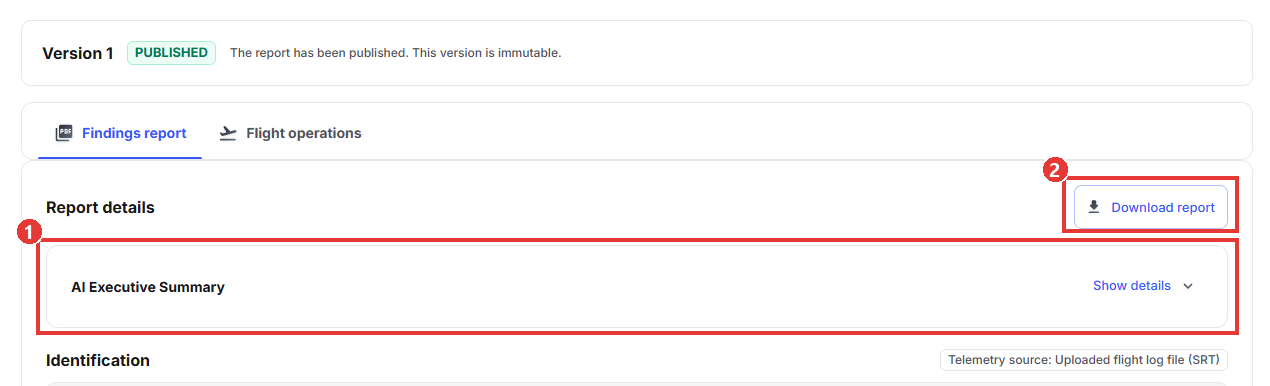 Version 1 PUBLISHED The report has been published. This version is immutable.
PDF Findings report Flight operations
2
Report details Download report
1
AI Executive Summary Show details
Identification Telemetry source: Uploaded flight log file (SRT)